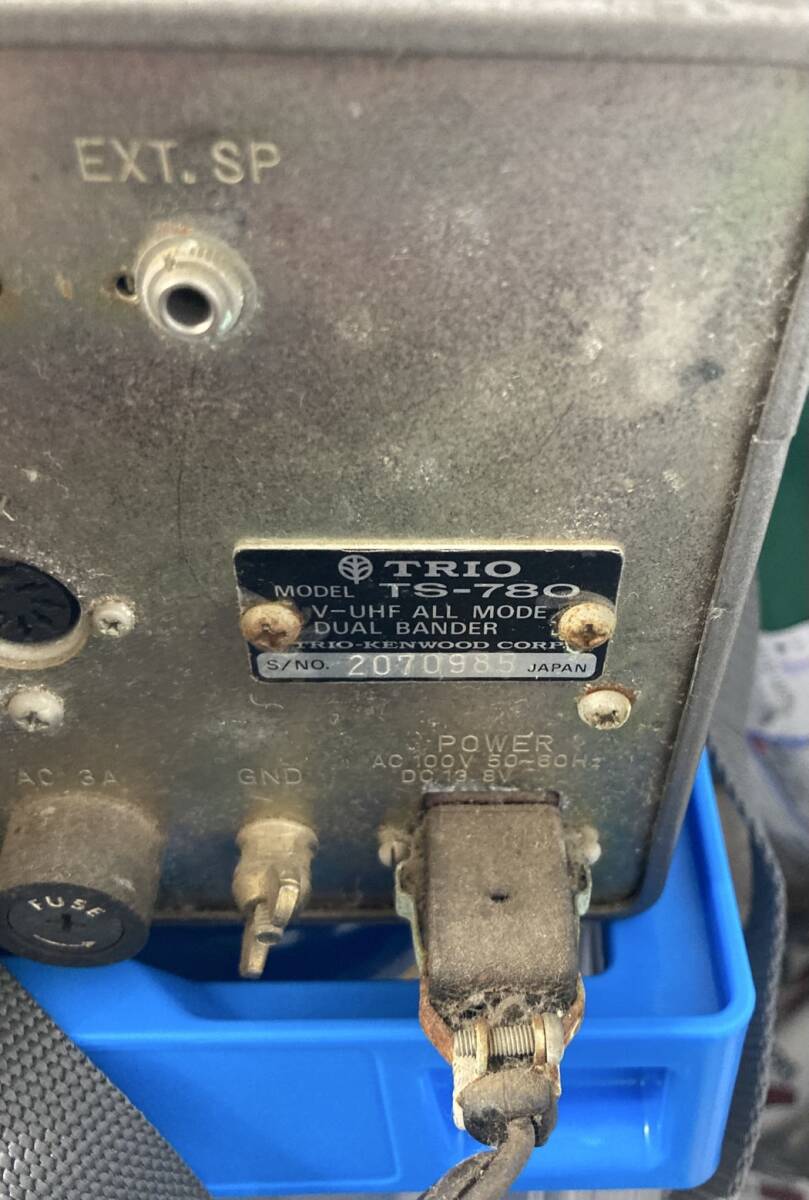 EXT. SP
TRIO
MODEL TS-780
V-UHF ALL MODE
DUAL BANDER
TRIO-KENWOOD CORP.
S/NO. 2070985 JAPAN
POWER
AC 100V 50~60Hz
DC 13.8V
AC 3A
GND
FUSE